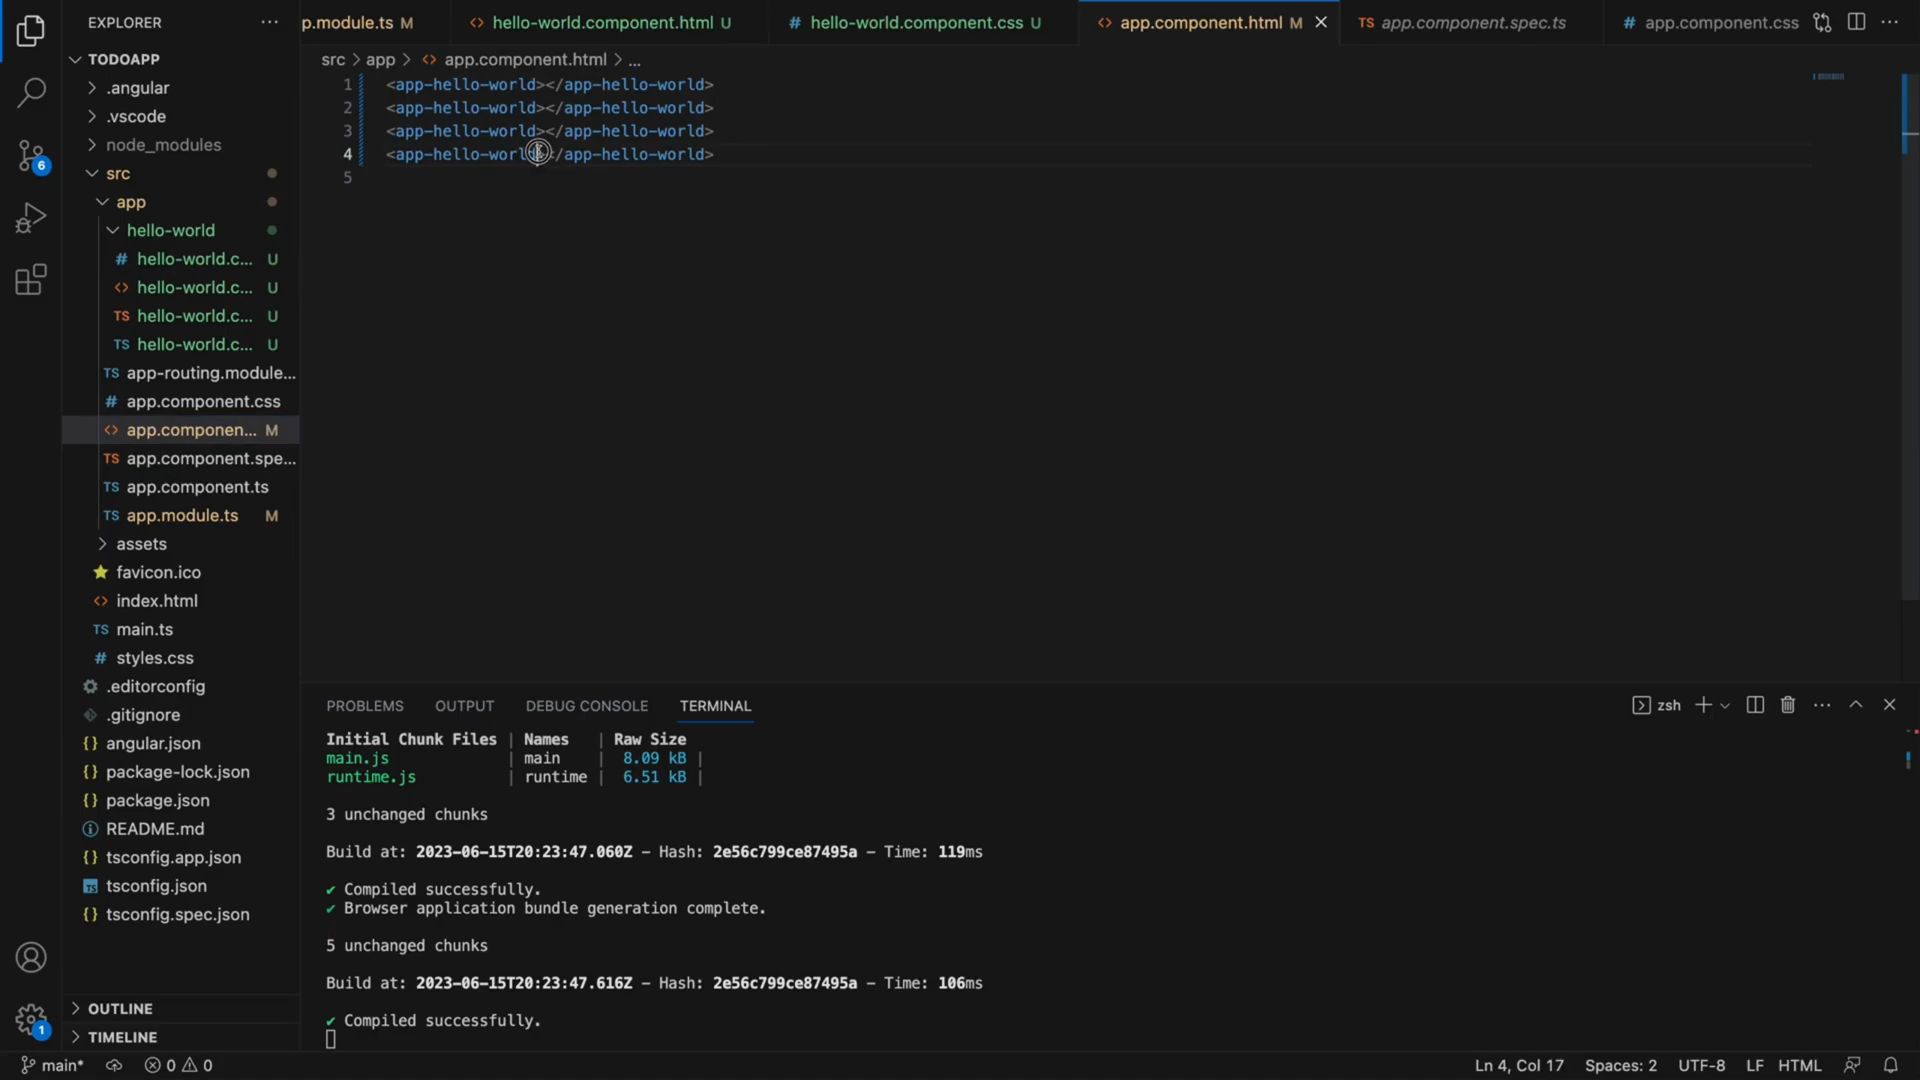 EXPLORER ...
TODOAPP
.angular
.vscode
node_modules
src
app
hello-world
hello-world.c... U
hello-world.c... U
hello-world.c... U
hello-world.c... U
app-routing.module...
app.component.css
app.componen... M
app.component.spe...
app.component.ts
app.module.ts M
assets
favicon.ico
index.html
main.ts
styles.css
.editorconfig
.gitignore
angular.json
package-lock.json
package.json
README.md
tsconfig.app.json
tsconfig.json
tsconfig.spec.json
OUTLINE
TIMELINE
6
1
p.module.ts M
hello-world.component.html U
hello-world.component.css U
app.component.html M
app.component.spec.ts
app.component.css
src > app > app.component.html > ...
1 <app-hello-world></app-hello-world>
2 <app-hello-world></app-hello-world>
3 <app-hello-world></app-hello-world>
4 <app-hello-world></app-hello-world>
5
PROBLEMS OUTPUT DEBUG CONSOLE TERMINAL
zsh
Initial Chunk Files | Names | Raw Size
main.js | main | 8.09 kB |
runtime.js | runtime | 6.51 kB |
3 unchanged chunks
Build at: 2023-06-15T20:23:47.060Z - Hash: 2e56c799ce87495a - Time: 119ms
✔ Compiled successfully.
✔ Browser application bundle generation complete.
5 unchanged chunks
Build at: 2023-06-15T20:23:47.616Z - Hash: 2e56c799ce87495a - Time: 106ms
✔ Compiled successfully.
main* 0 0 Ln 4, Col 17 Spaces: 2 UTF-8 LF HTML